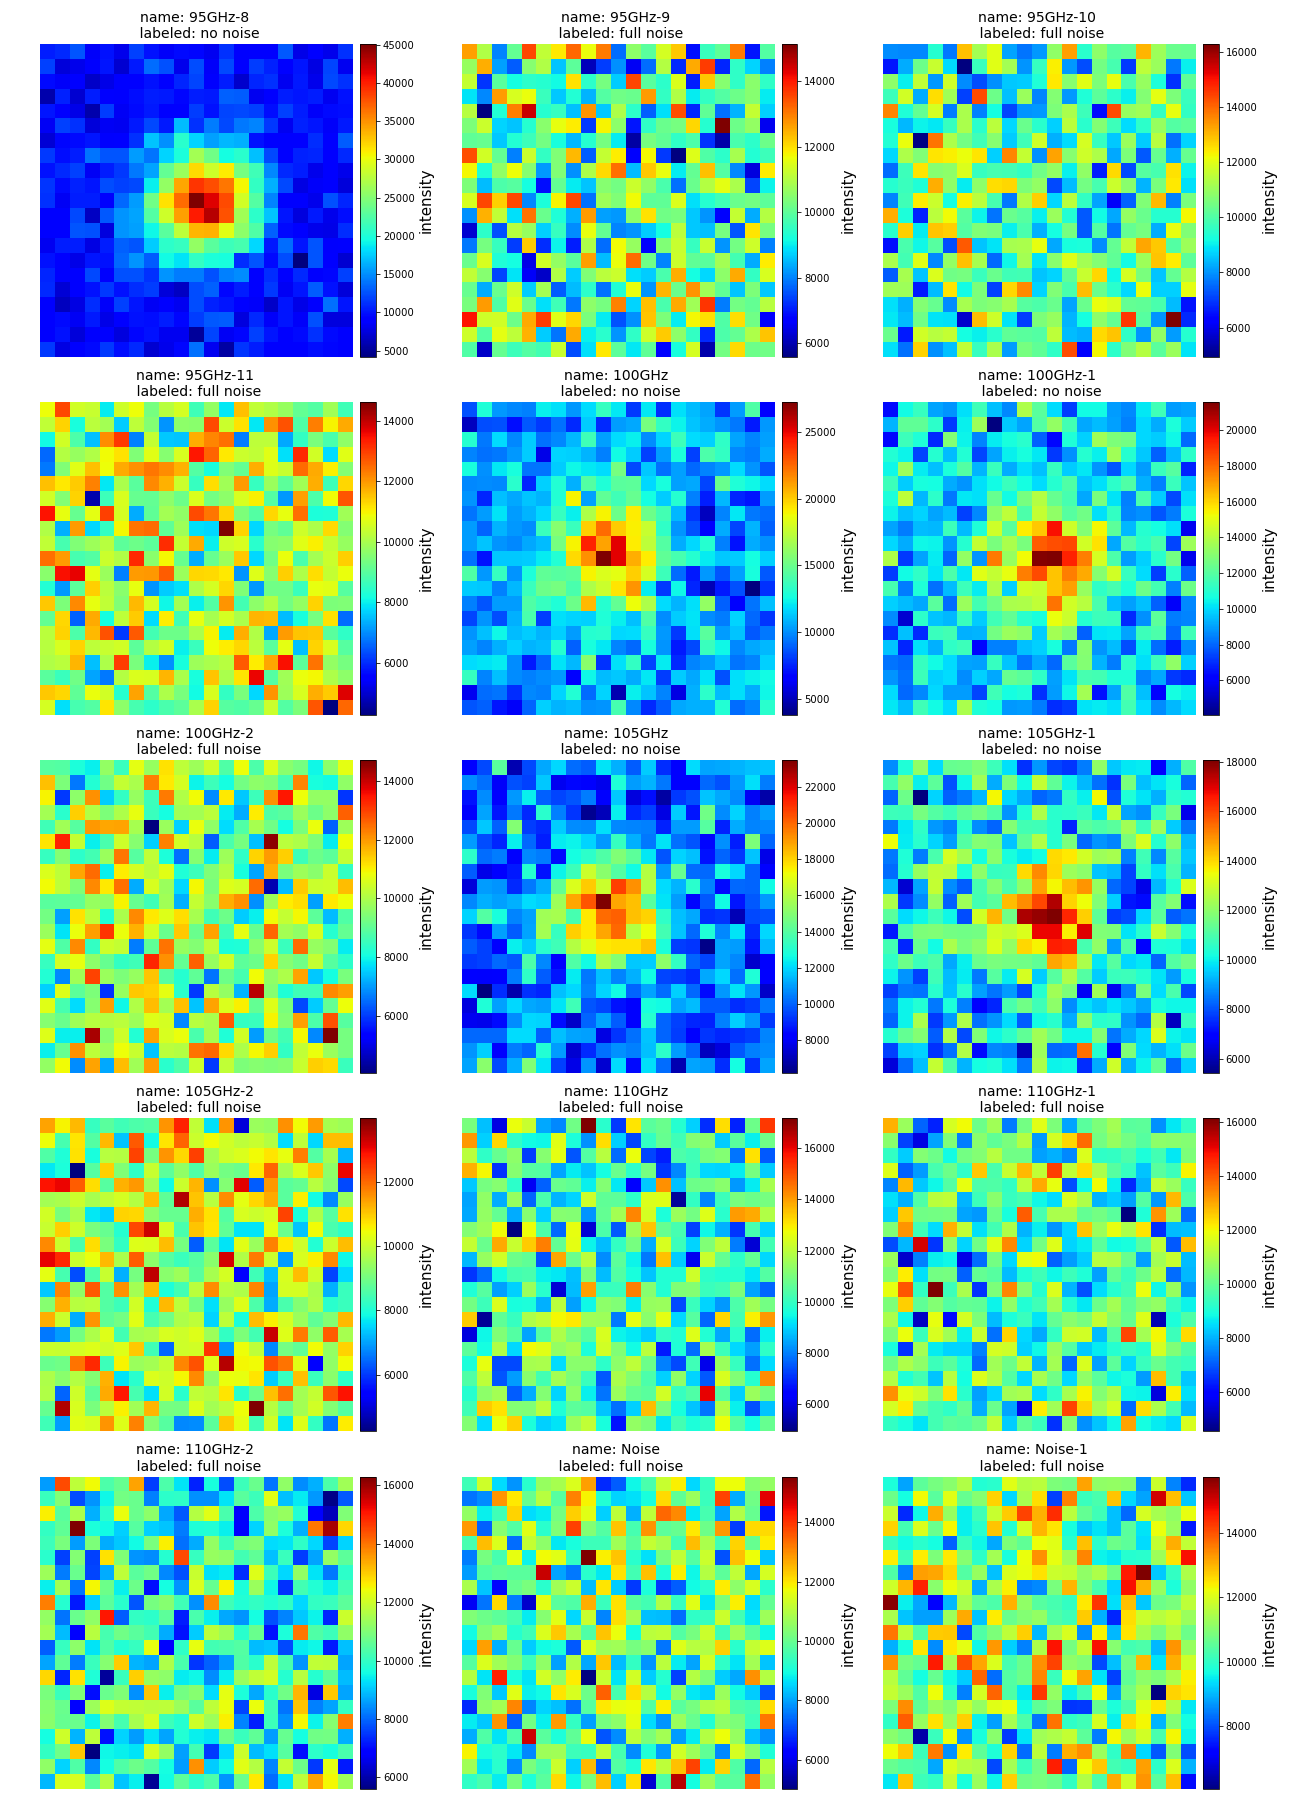 name: 95GHz-8
labeled: no noise
45000
40000
35000
30000
25000
20000
15000
10000
5000
intensity
name: 95GHz-9
labeled: full noise
14000
12000
10000
8000
6000
intensity
name: 95GHz-10
labeled: full noise
16000
14000
12000
10000
8000
6000
intensity
name: 95GHz-11
labeled: full noise
14000
12000
10000
8000
6000
intensity
name: 100GHz
labeled: no noise
25000
20000
15000
10000
5000
intensity
name: 100GHz-1
labeled: no noise
20000
18000
16000
14000
12000
10000
8000
6000
intensity
name: 100GHz-2
labeled: full noise
14000
12000
10000
8000
6000
intensity
name: 105GHz
labeled: no noise
22000
20000
18000
16000
14000
12000
10000
8000
intensity
name: 105GHz-1
labeled: no noise
18000
16000
14000
12000
10000
8000
6000
intensity
name: 105GHz-2
labeled: full noise
12000
10000
8000
6000
intensity
name: 110GHz
labeled: full noise
16000
14000
12000
10000
8000
6000
intensity
name: 110GHz-1
labeled: full noise
16000
14000
12000
10000
8000
6000
intensity
name: 110GHz-2
labeled: full noise
16000
14000
12000
10000
8000
6000
intensity
name: Noise
labeled: full noise
14000
12000
10000
8000
6000
intensity
name: Noise-1
labeled: full noise
14000
12000
10000
8000
intensity